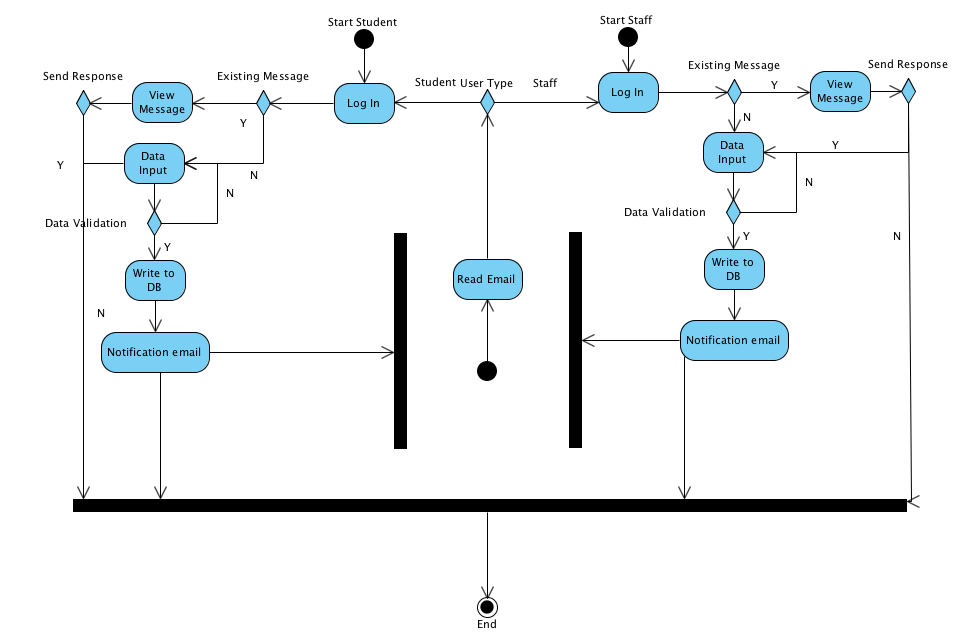 Start Student
Start Staff
Send Response
Existing Message
Student
User Type
Staff
Existing Message
Send Response
View
Message
Log In
Log In
Y
View
Message
Y
N
Data
Input
Y
N
N
Data
Input
Y
N
Data Validation
Y
Data Validation
Y
N
Write to
DB
Read Email
Write to
DB
N
Notification email
Notification email
End